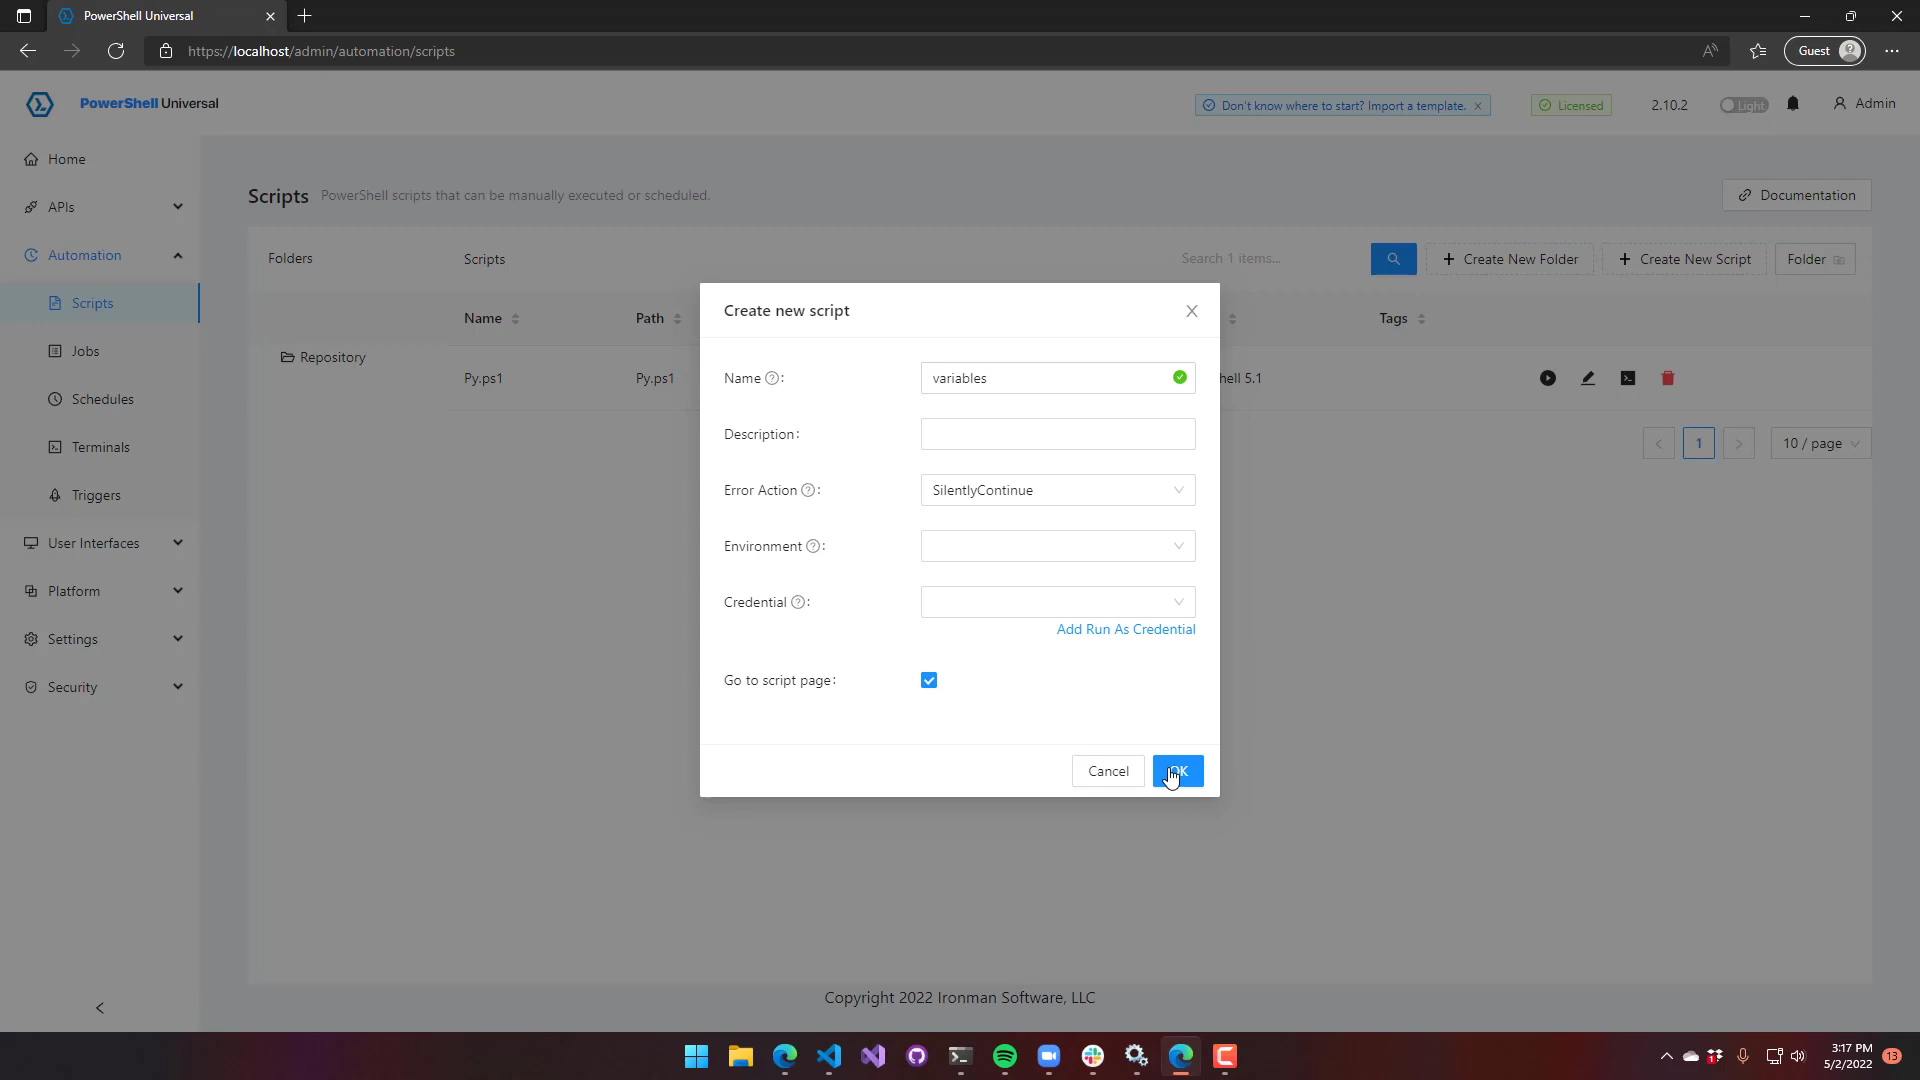 PowerShell Universal
https://localhost/admin/automation/scripts
Guest
PowerShell Universal
Don't know where to start? Import a template.
Licensed
2.10.2
Light
Admin
Home
APIs
Automation
Scripts
Jobs
Schedules
Terminals
Triggers
User Interfaces
Platform
Settings
Security
Scripts PowerShell scripts that can be manually executed or scheduled.
Documentation
Folders
Scripts
Search 1 items...
Create New Folder
Create New Script
Folder
Name
Path
Tags
Repository
Py.ps1
Py.ps1
hell 5.1
1
10 / page
Create new script
Name ?:
variables
Description:
Error Action ?:
SilentlyContinue
Environment ?:
Credential ?:
Add Run As Credential
Go to script page:
Cancel
OK
Copyright 2022 Ironman Software, LLC
3:17 PM
5/2/2022
13